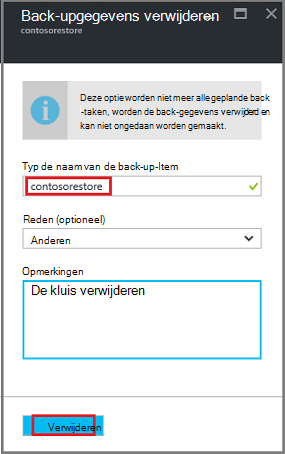 Back-upgegevens verwijderen
contosorestore
Deze optieworden niet meer alle geplande back
-taken, worden de back-gegevens verwijderd en
kan niet ongedaan worden gemaakt.
Typ de naam van de back-up-Item
contosorestore
Reden (optioneel)
Anderen
Opmerkingen
De kluis verwijderen
Verwijderen